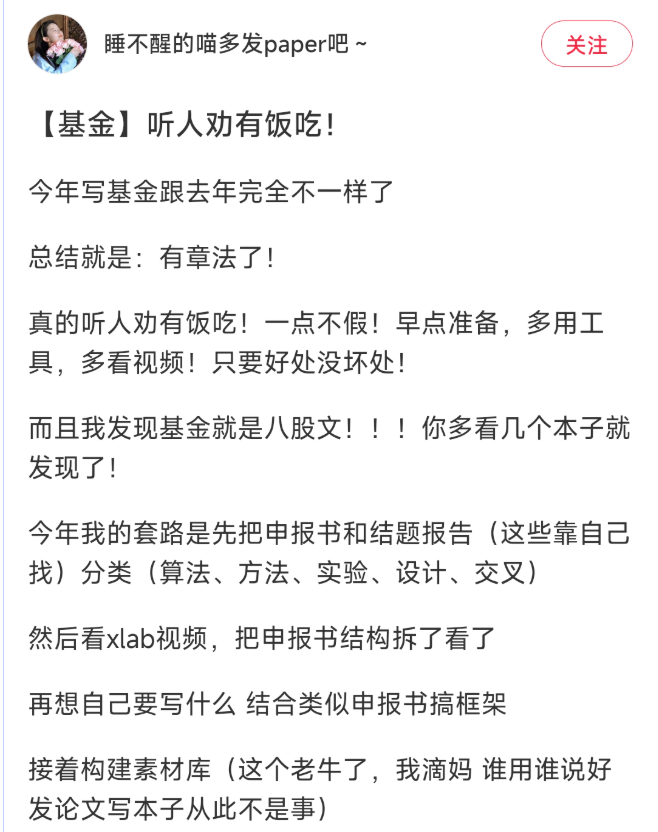 睡不醒的喵多发paper吧 ~
关注
【基金】听人劝有饭吃！
今年写基金跟去年完全不一样了
总结就是：有章法了！
真的听人劝有饭吃！一点不假！早点准备，多用工
具，多看视频！只要好处没坏处！
而且我发现基金就是八股文！！！你多看几个本子就
发现了！
今年我的套路是先把申报书和结题报告（这些靠自己
找）分类（算法、方法、实验、设计、交叉）
然后看xlab视频，把申报书结构拆了看了
再想自己要写什么 结合类似申报书搞框架
接着构建素材库（这个老牛了，我滴妈 谁用谁说好
发论文写本子从此不是事）